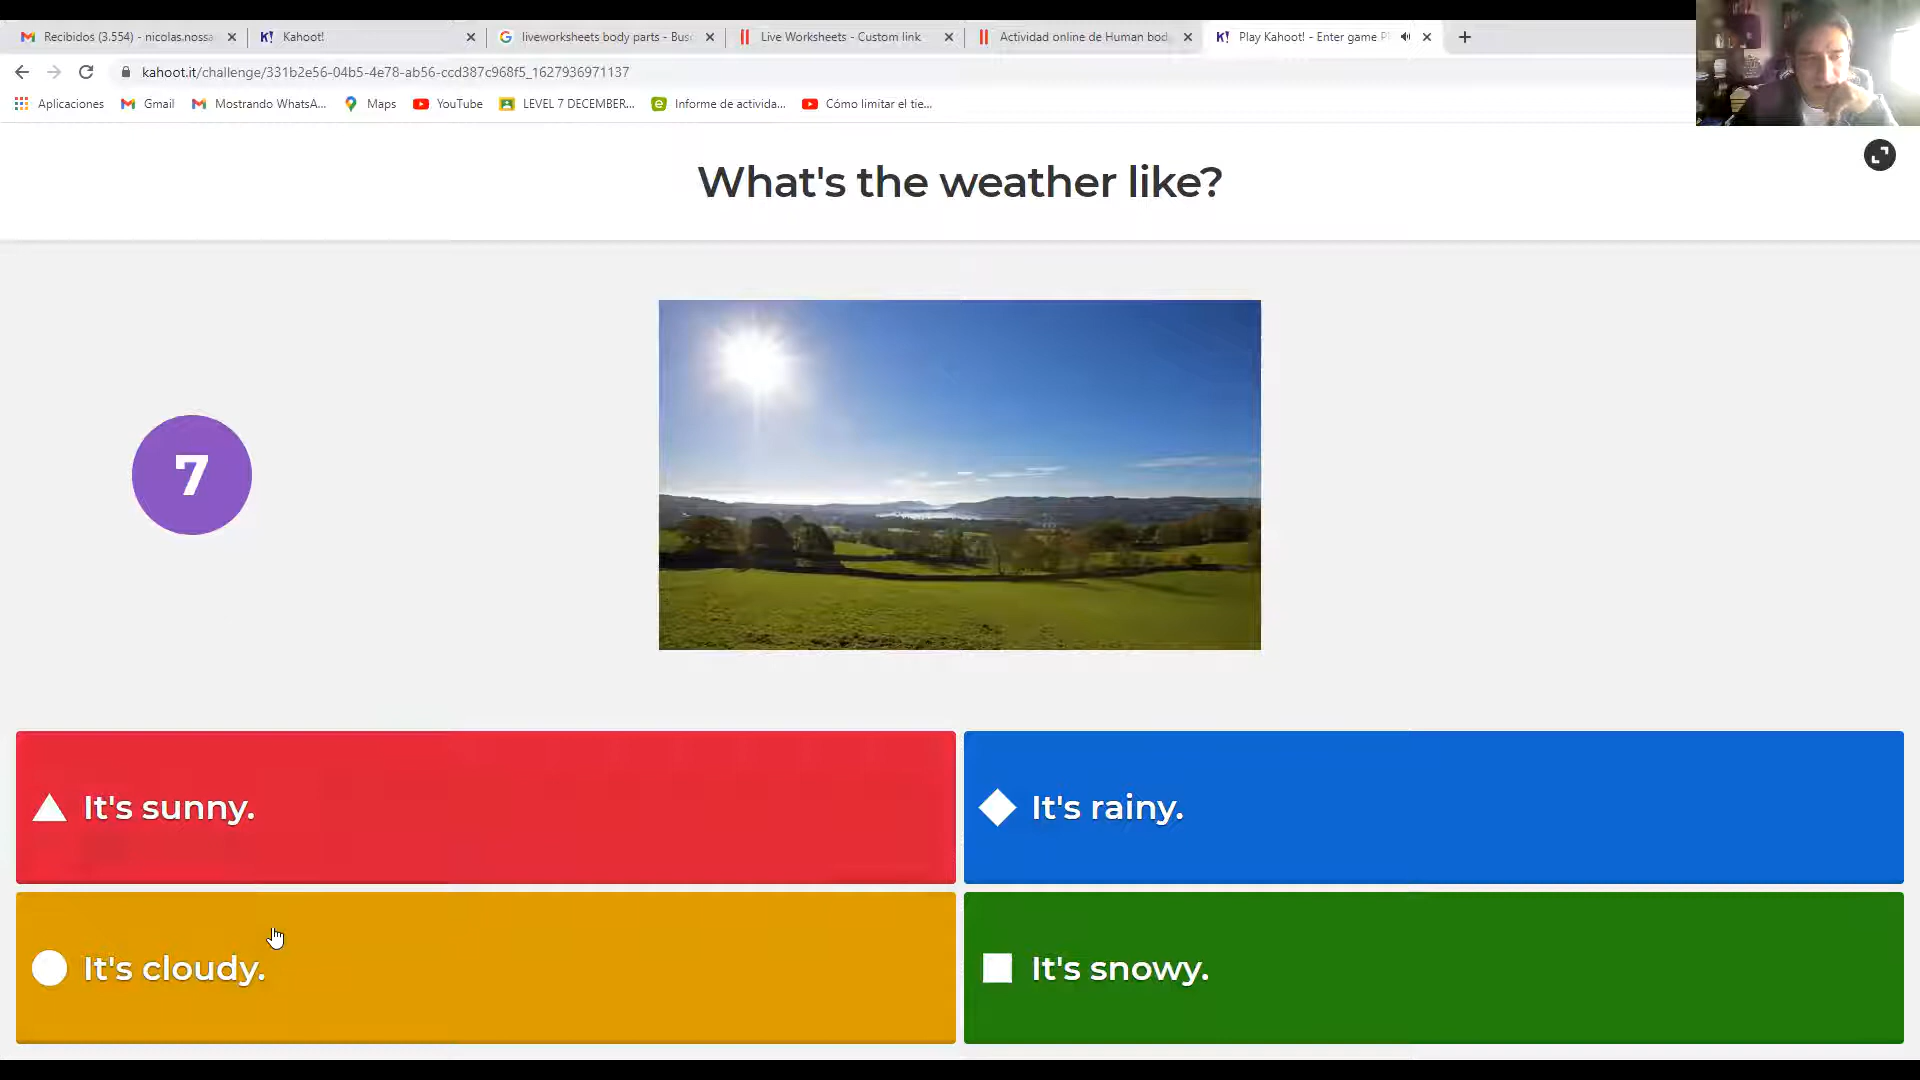 Recibidos (3.554) - nicolas.nossa
K! Kahoot!
liveworksheets body parts - Bus
Live Worksheets - Custom link
Actividad online de Human bod
K! Play Kahoot! - Enter game P
kahoot.it/challenge/331b2e56-04b5-4e78-ab56-ccd387c968f5_1627936971137
Aplicaciones
Gmail
Mostrando WhatsA...
Maps
YouTube
LEVEL 7 DECEMBER...
Informe de activida...
Cómo limitar el tie...
What's the weather like?
7
It's sunny.
It's rainy.
It's cloudy.
It's snowy.